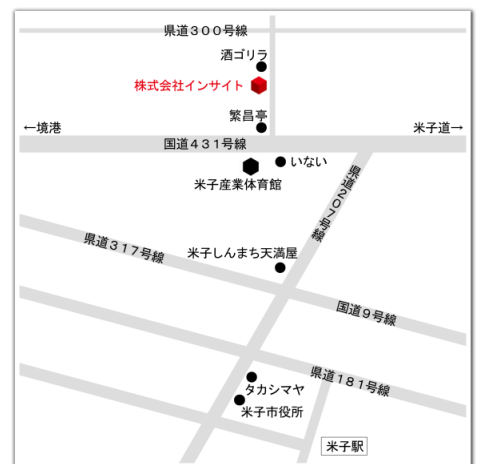 県道300号線
酒ゴリラ
株式会社インサイト
繁昌亭
←境港
米子道→
国道431号線
いない
米子産業体育館
県道207号線
県道317号線
米子しんまち天満屋
国道9号線
県道181号線
タカシマヤ
米子市役所
米子駅